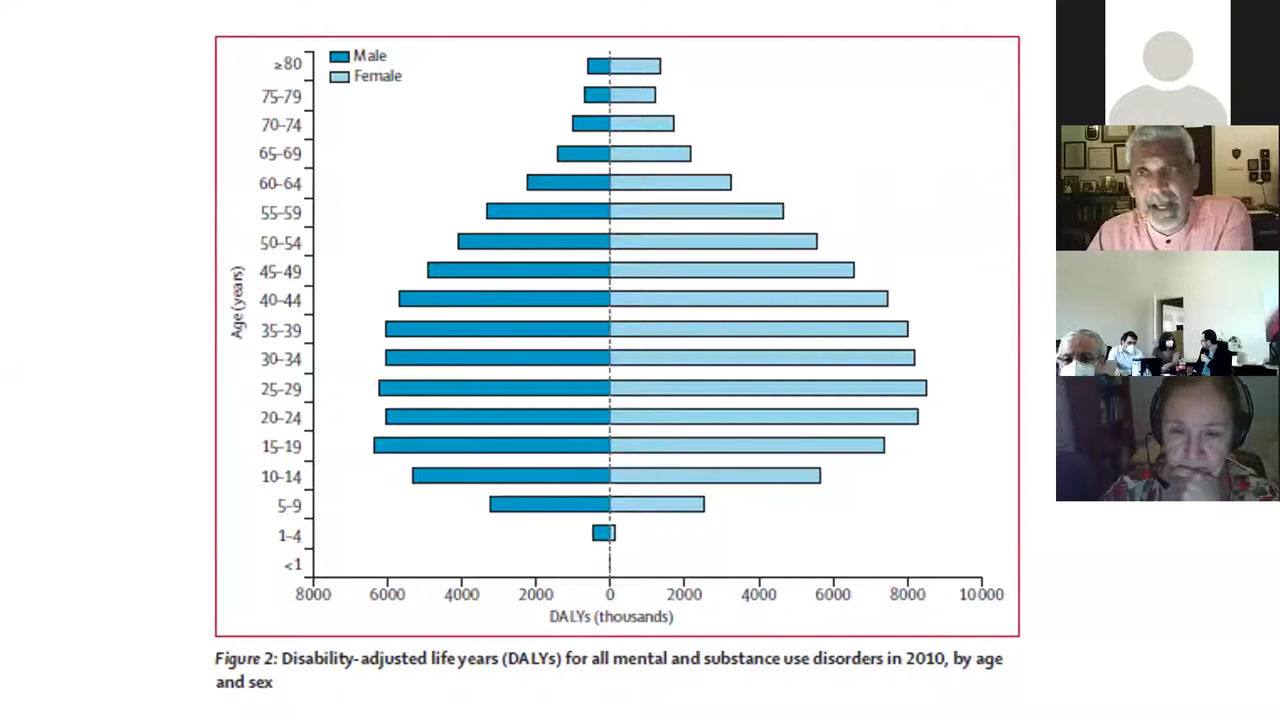 Male
Female
≥80
75–79
70–74
65–69
60–64
55–59
50–54
45–49
40–44
35–39
30–34
25–29
20–24
15–19
10–14
5–9
1–4
<1
Age (years)
8000 6000 4000 2000 0 2000 4000 6000 8000 10 000
DALYs (thousands)
Figure 2: Disability-adjusted life years (DALYs) for all mental and substance use disorders in 2010, by age
and sex